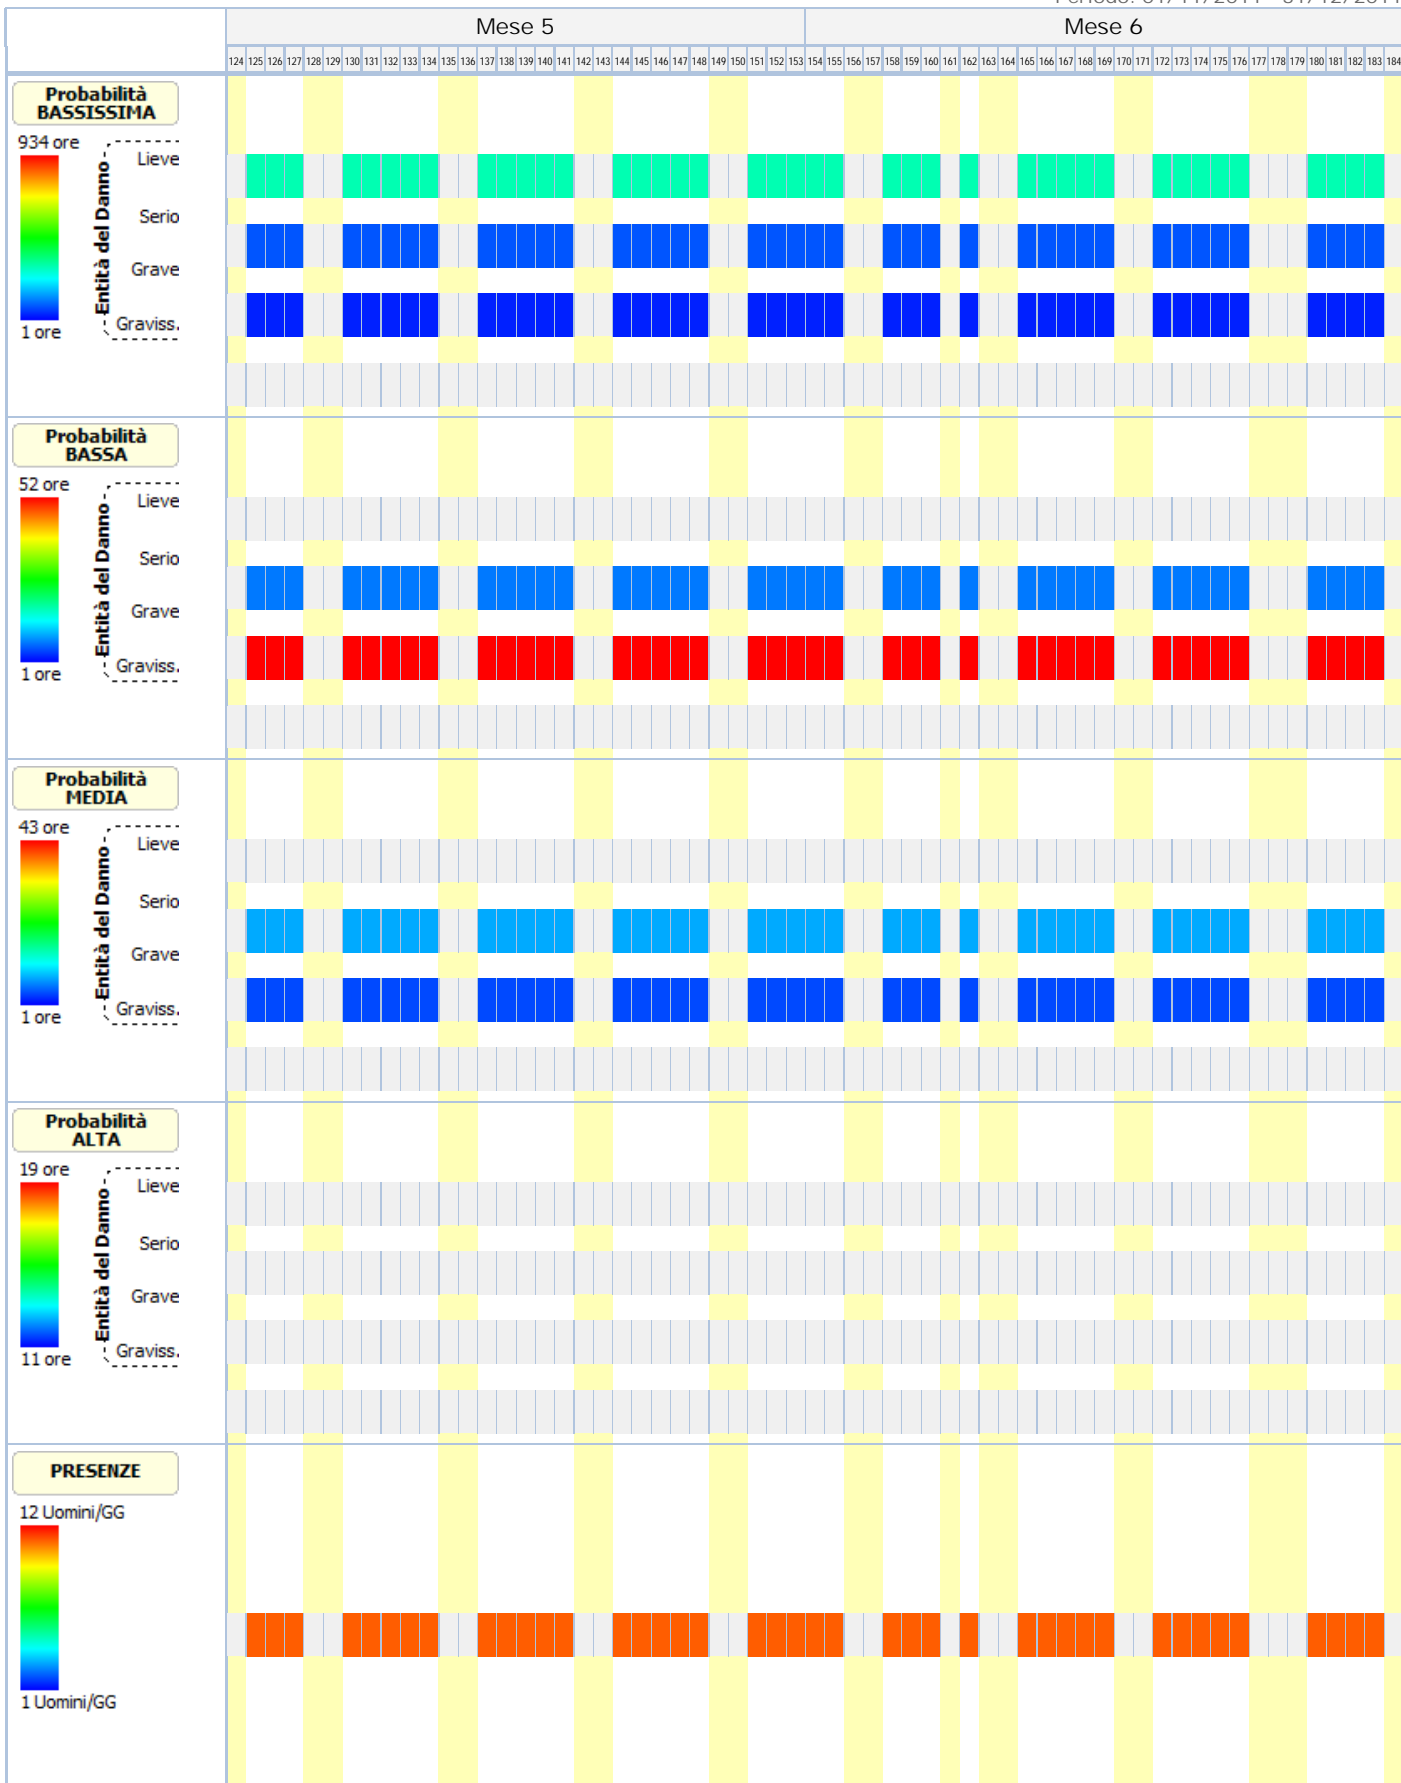 Mese 5 Mese 6
124 125 126 127 128 129 130 131 132 133 134 135 136 137 138 139 140 141 142 143 144 145 146 147 148 149 150 151 152 153 154 155 156 157 158 159 160 161 162 163 164 165 166 167 168 169 170 171 172 173 174 175 176 177 178 179 180 181 182 183 184
Probabilità
BASSISSIMA
934 ore
1 ore
Entità del Danno
Lieve
Serio
Grave
Graviss.
Probabilità
BASSA
52 ore
1 ore
Entità del Danno
Lieve
Serio
Grave
Graviss.
Probabilità
MEDIA
43 ore
1 ore
Entità del Danno
Lieve
Serio
Grave
Graviss.
Probabilità
ALTA
19 ore
11 ore
Entità del Danno
Lieve
Serio
Grave
Graviss.
PRESENZE
12 Uomini/GG
1 Uomini/GG